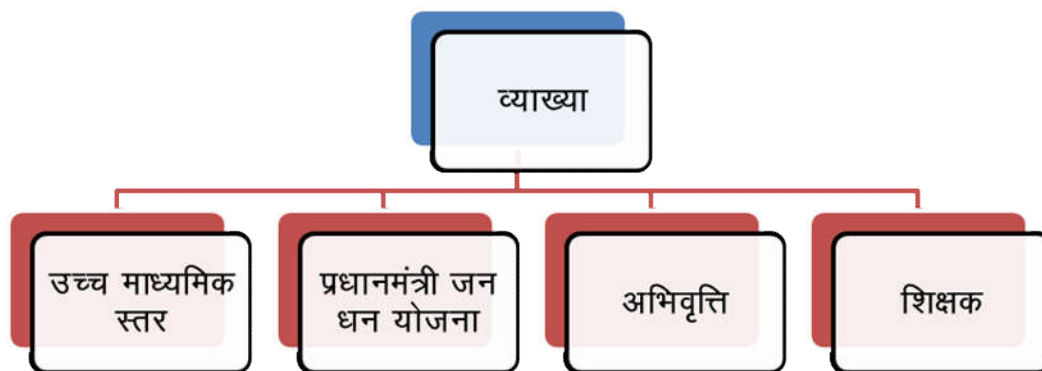 व्याख्या
उच्च माध्यमिक
स्तर
प्रधानमंत्री जन
धन योजना
अभिवृत्ति
शिक्षक